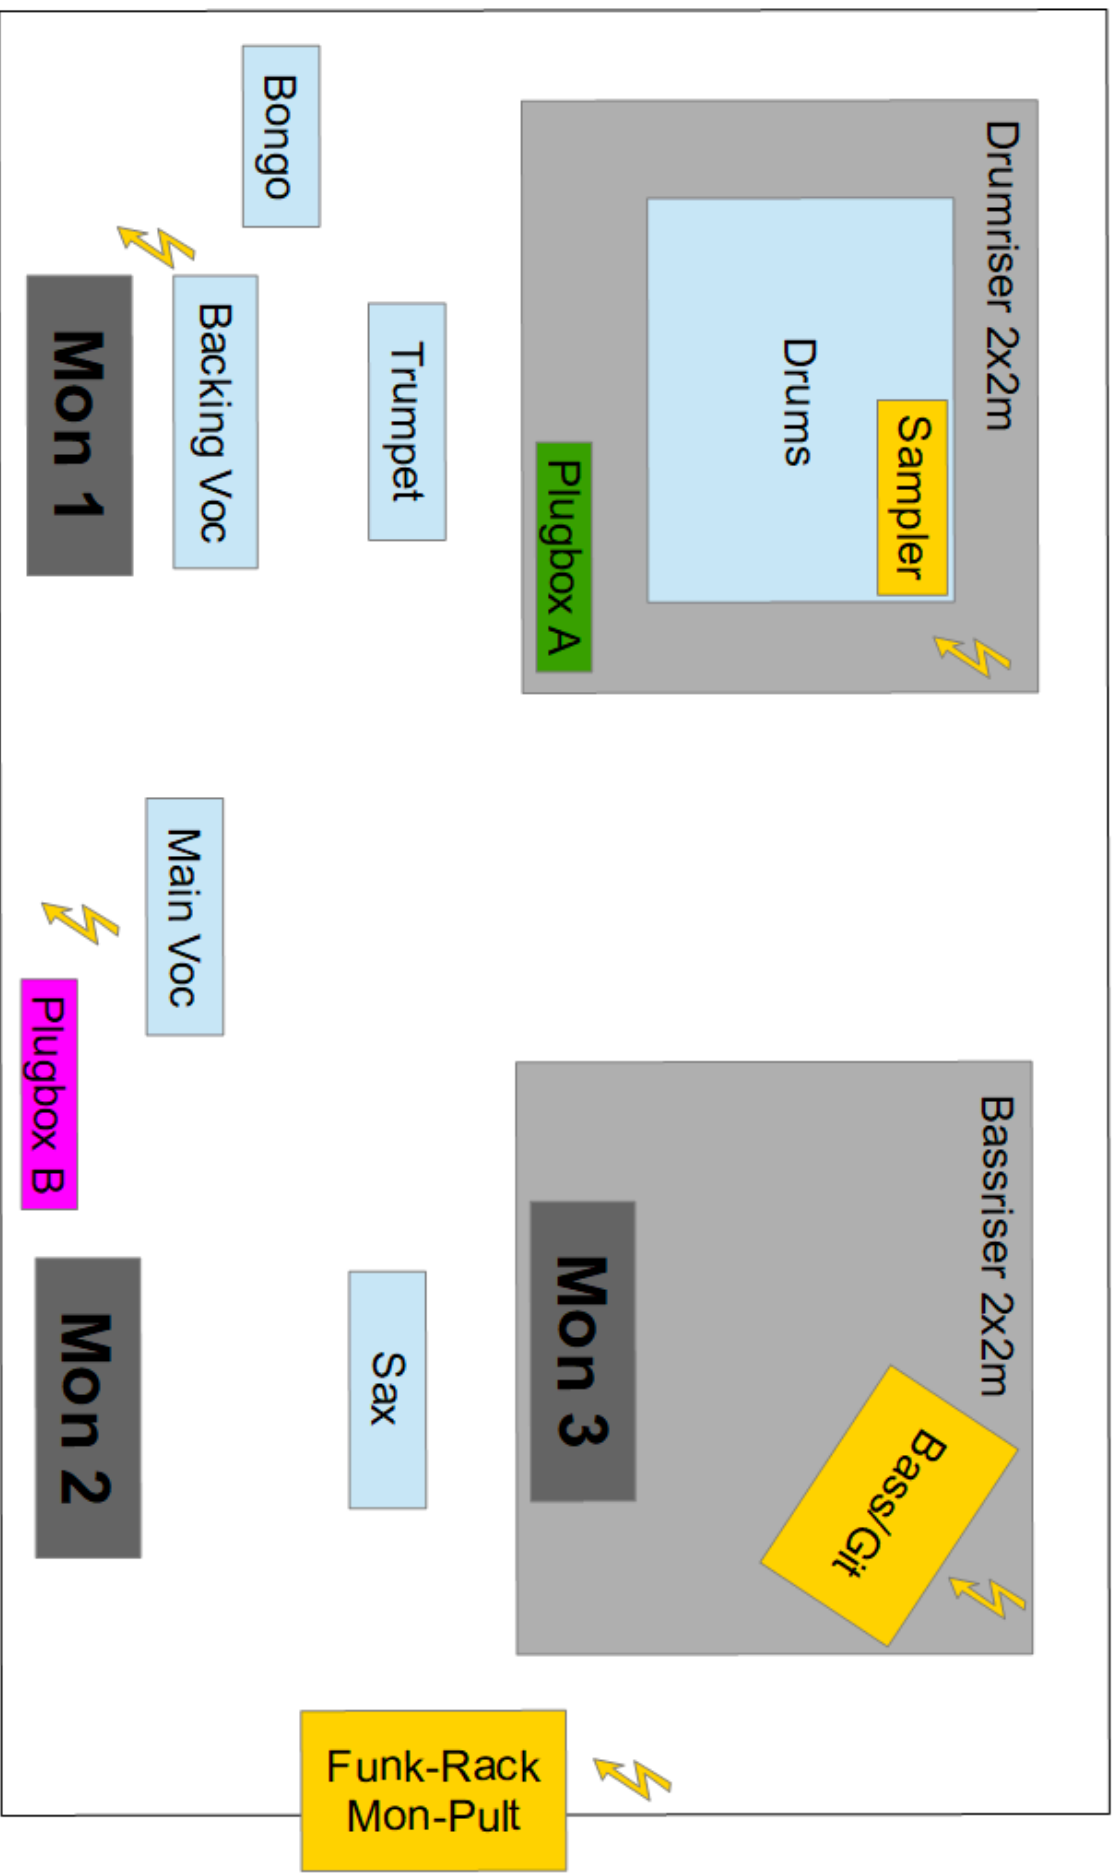 Drumriser 2x2m
Sampler
Drums
Plugbox A
Bassriser 2x2m
Bass/Git
Mon 3
Bongo
Trumpet
Backing Voc
Mon 1
Main Voc
Plugbox B
Sax
Mon 2
Funk-Rack
Mon-Pult